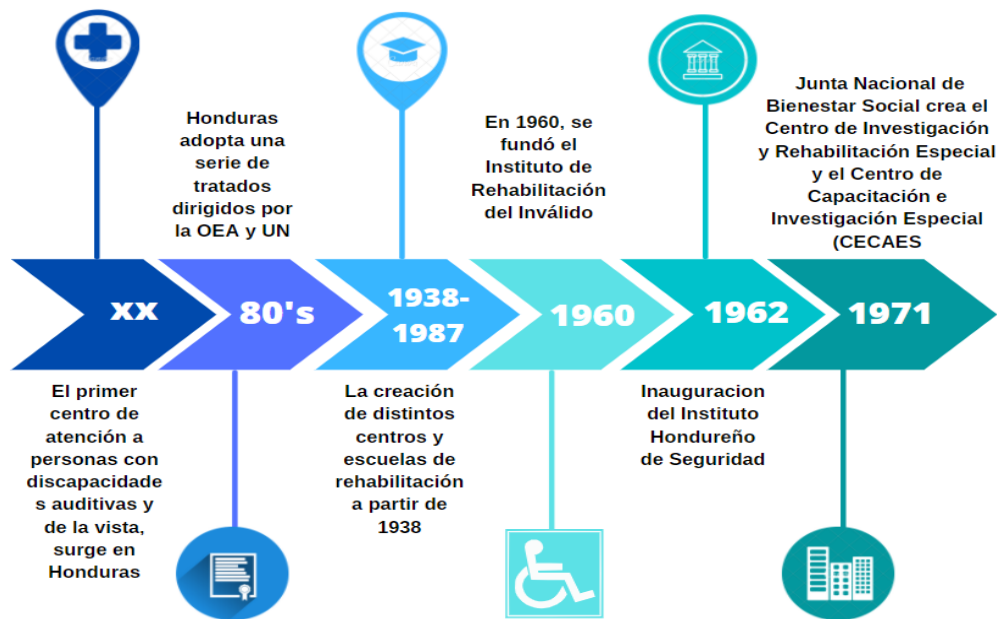 Honduras
adopta una
serie de
tratados
dirigidos por
la OEA y UN
En 1960, se
fundó el
Instituto de
Rehabilitación
del Inválido
Junta Nacional de
Bienestar Social crea el
Centro de Investigación
y Rehabilitación Especial
y el Centro de
Capacitación e
Investigación Especial
(CECAES
XX
80's
1938-
1987
1960
1962
1971
El primer
centro de
atención a
personas con
discapacidade
s auditivas y
de la vista,
surge en
Honduras
La creación
de distintos
centros y
escuelas de
rehabilitación
a partir de
1938
Inauguracion
del Instituto
Hondureño
de Seguridad